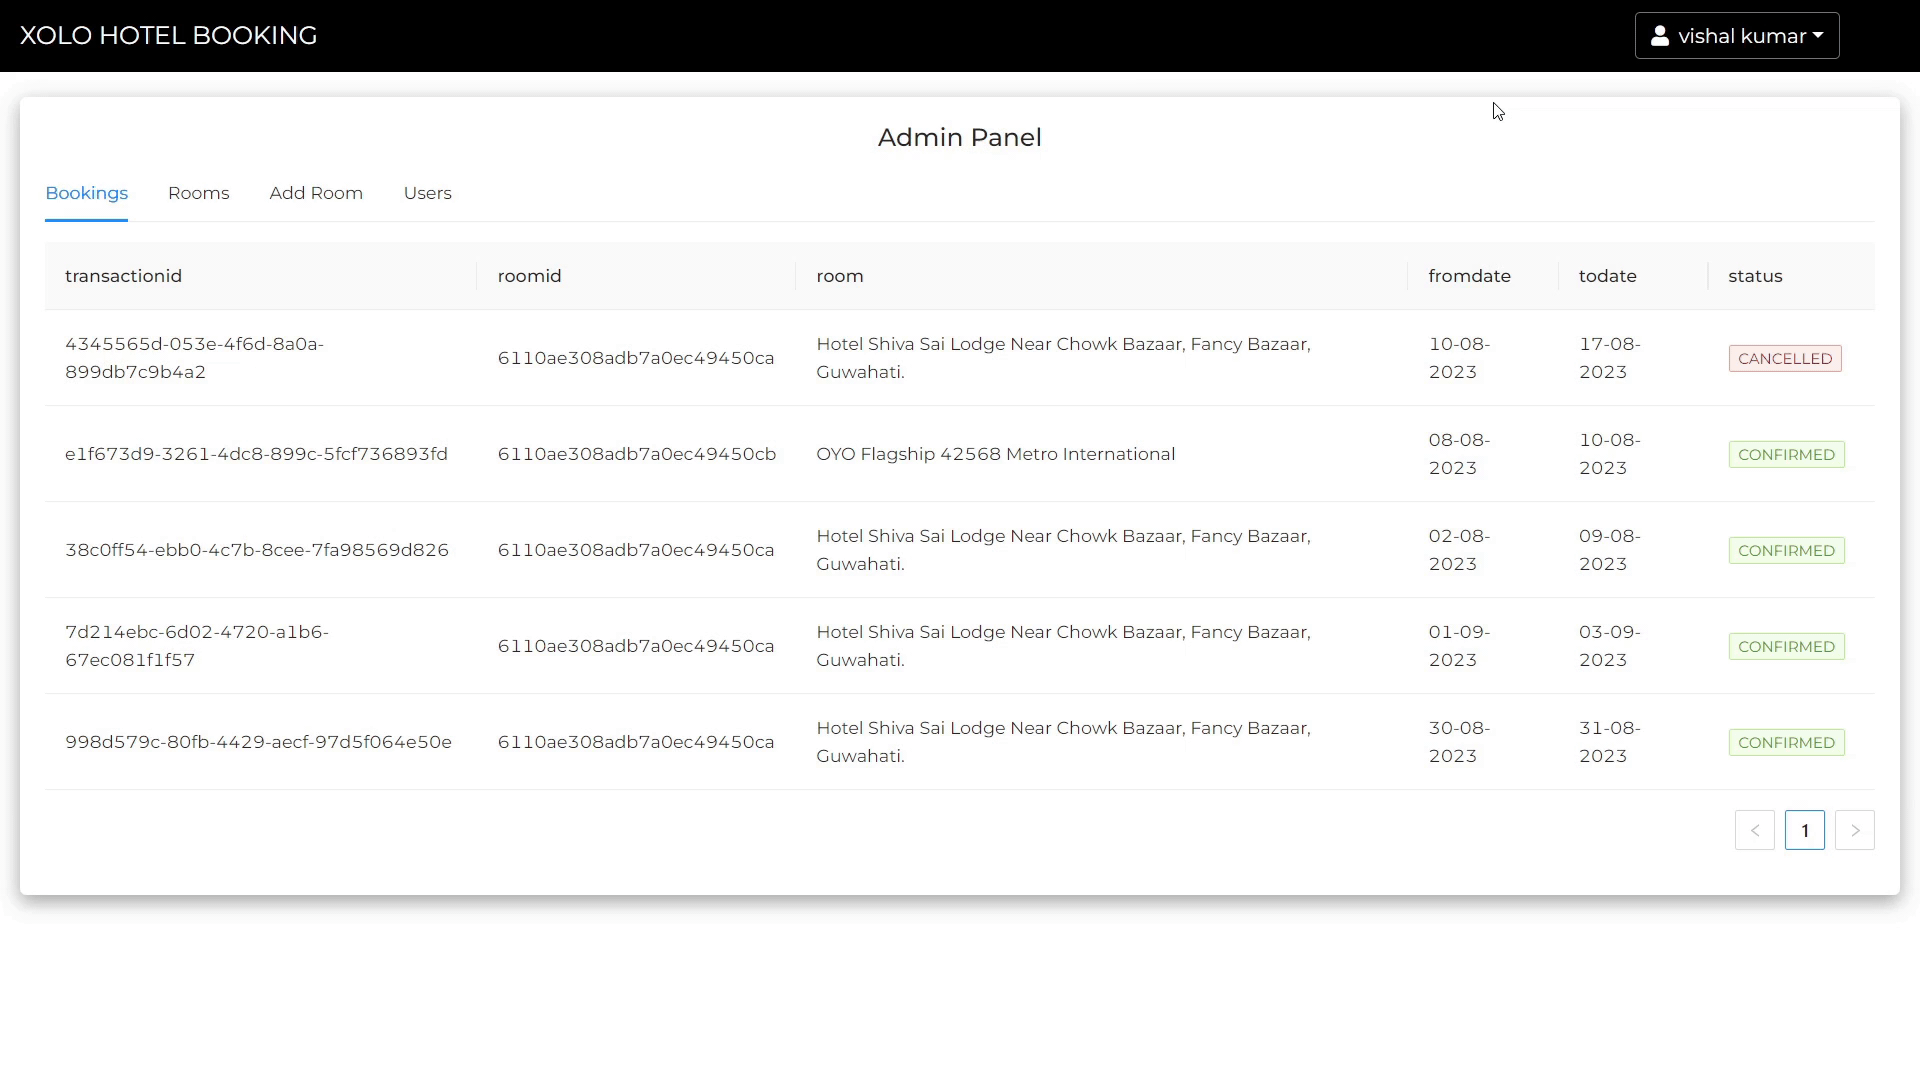 XOLO HOTEL BOOKING
vishal kumar
Admin Panel
Bookings Rooms Add Room Users
transactionid roomid room fromdate todate status
4345565d-053e-4f6d-8a0a-
899db7c9b4a2
6110ae308adb7a0ec49450ca
Hotel Shiva Sai Lodge Near Chowk Bazaar, Fancy Bazaar,
Guwahati.
10-08-
2023
17-08-
2023
CANCELLED
e1f673d9-3261-4dc8-899c-5fcf736893fd
6110ae308adb7a0ec49450cb
OYO Flagship 42568 Metro International
08-08-
2023
10-08-
2023
CONFIRMED
38c0ff54-ebb0-4c7b-8cee-7fa98569d826
6110ae308adb7a0ec49450ca
Hotel Shiva Sai Lodge Near Chowk Bazaar, Fancy Bazaar,
Guwahati.
02-08-
2023
09-08-
2023
CONFIRMED
7d214ebc-6d02-4720-a1b6-
67ec081f1f57
6110ae308adb7a0ec49450ca
Hotel Shiva Sai Lodge Near Chowk Bazaar, Fancy Bazaar,
Guwahati.
01-09-
2023
03-09-
2023
CONFIRMED
998d579c-80fb-4429-aecf-97d5f064e50e
6110ae308adb7a0ec49450ca
Hotel Shiva Sai Lodge Near Chowk Bazaar, Fancy Bazaar,
Guwahati.
30-08-
2023
31-08-
2023
CONFIRMED
< 1 >